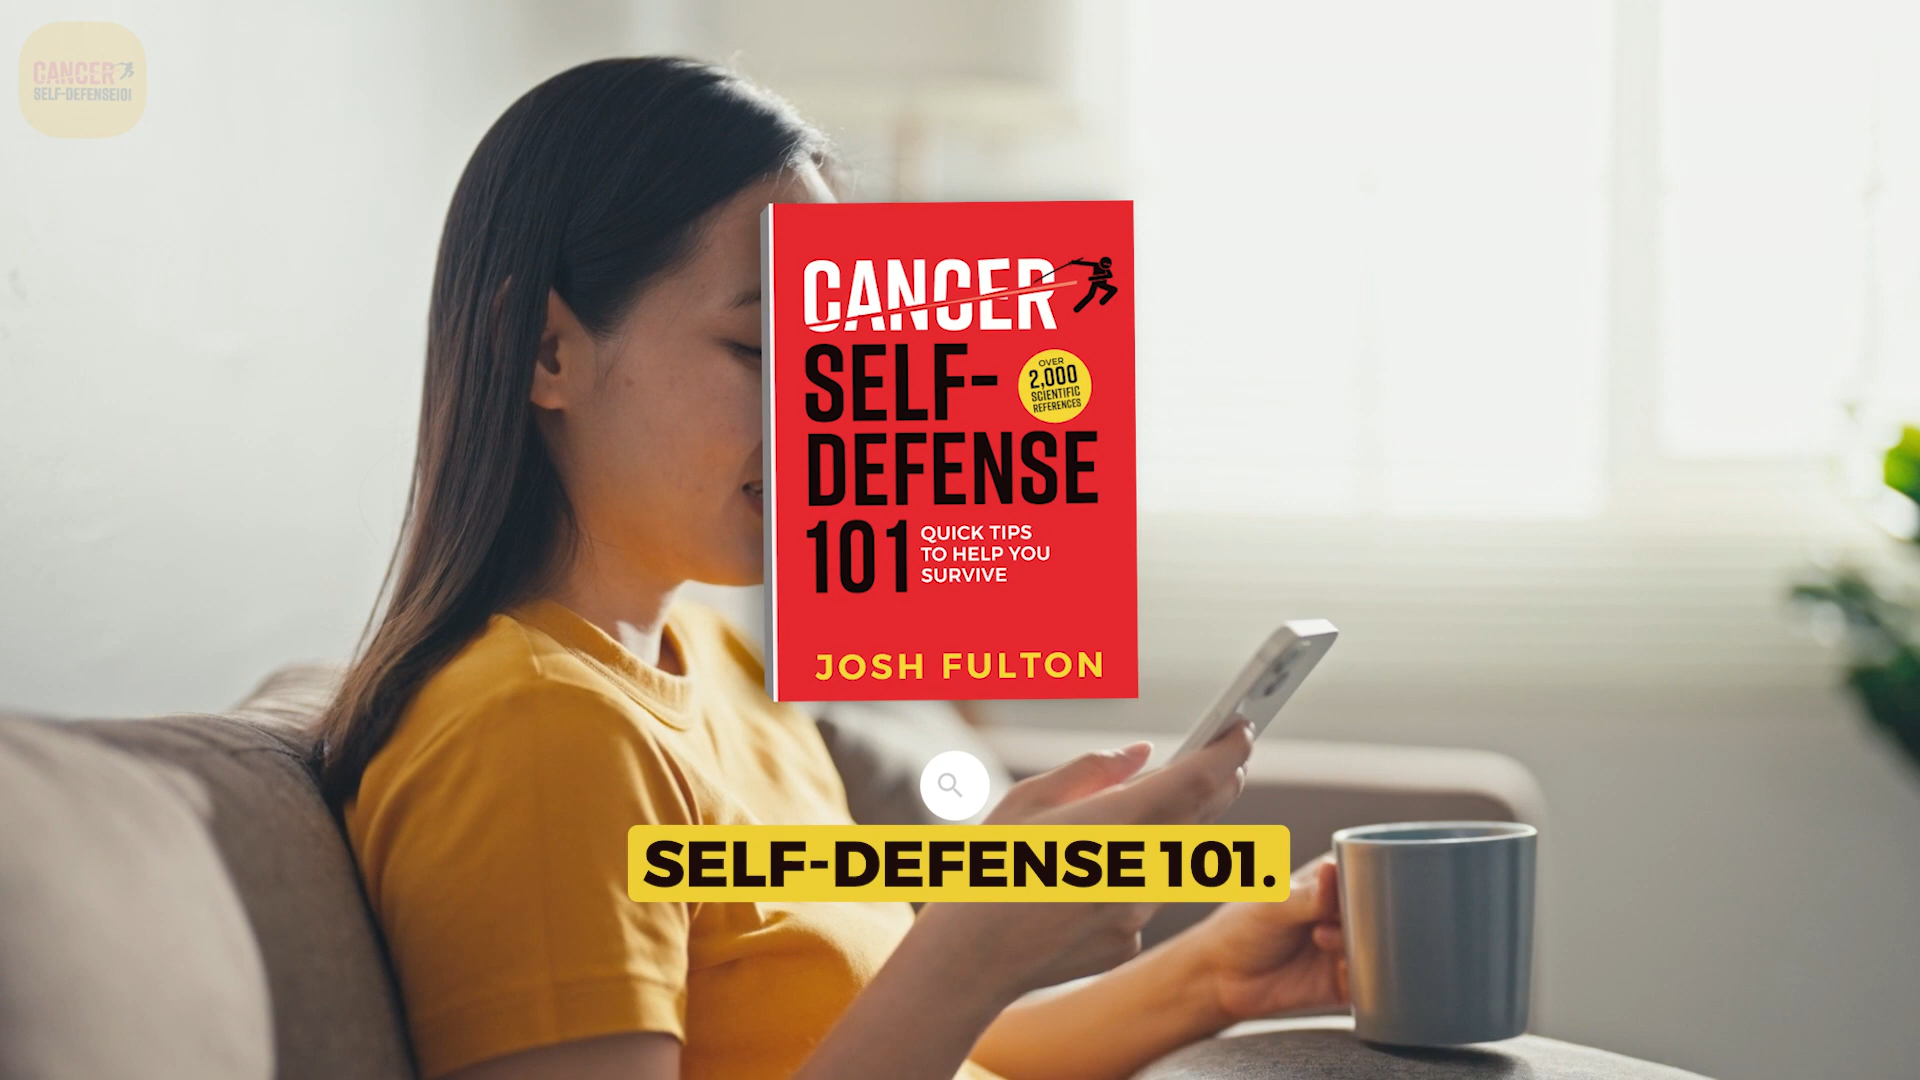 CANCER
SELF-DEFENSE101
CANCER
SELF-
DEFENSE
101
OVER
2,000
SCIENTIFIC
REFERENCES
QUICK TIPS
TO HELP YOU
SURVIVE
JOSH FULTON
SELF-DEFENSE 101.